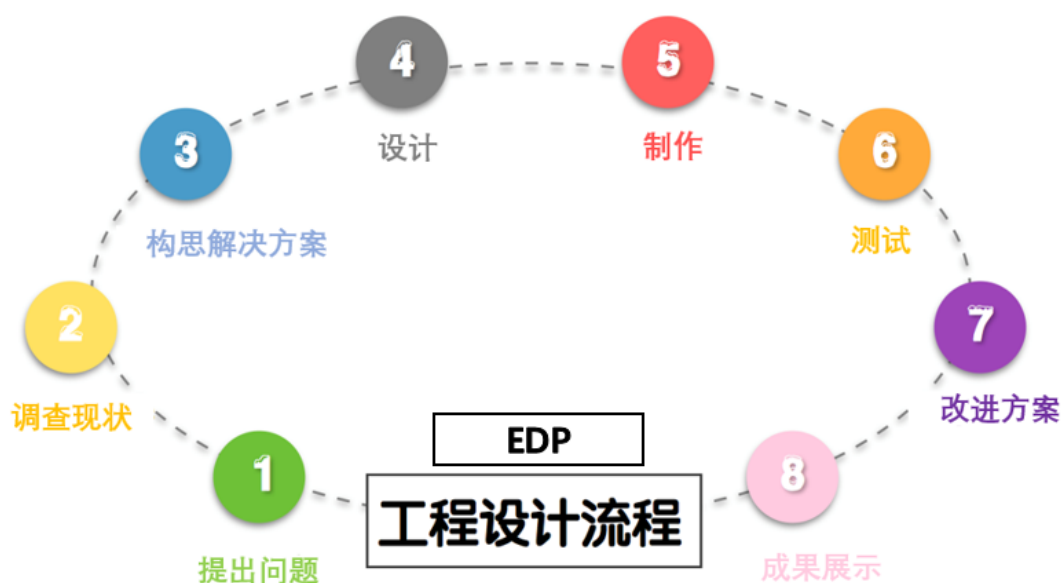 1
提出问题
2
调查现状
3
构思解决方案
4
设计
5
制作
6
测试
7
改进方案
8
成果展示
EDP
工程设计流程